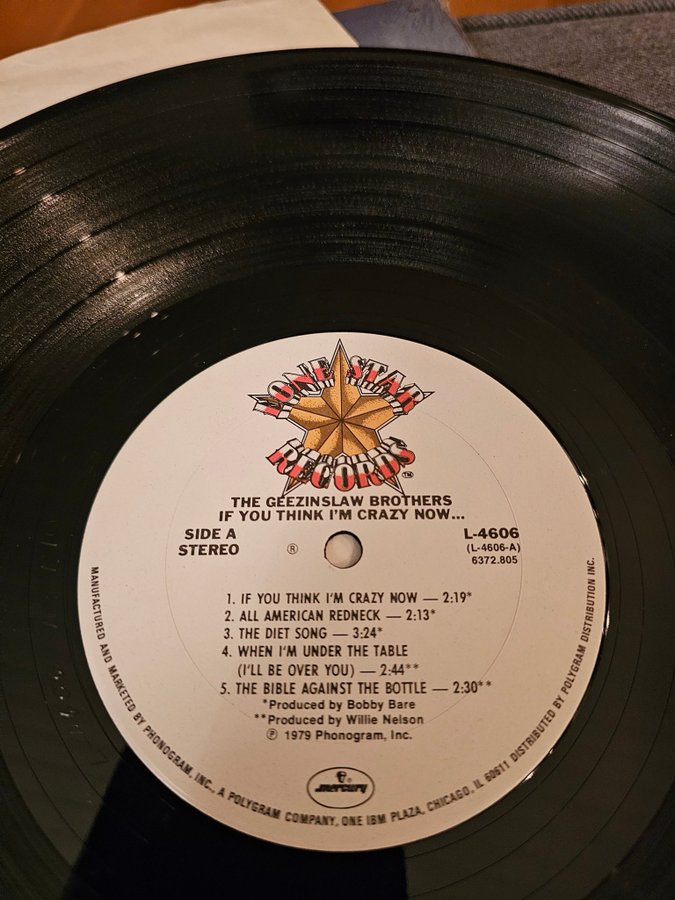 LONE STAR
RECORDS™
THE GEEZINSLAW BROTHERS
IF YOU THINK I'M CRAZY NOW...
SIDE A
STEREO
®
L-4606
(L-4606-A)
6372.805
1. IF YOU THINK I'M CRAZY NOW — 2:19*
2. ALL AMERICAN REDNECK — 2:13*
3. THE DIET SONG — 3:24*
4. WHEN I'M UNDER THE TABLE
(I'LL BE OVER YOU) — 2:44**
5. THE BIBLE AGAINST THE BOTTLE — 2:30**
*Produced by Bobby Bare
**Produced by Willie Nelson
℗ 1979 Phonogram, Inc.
mercury
MANUFACTURED AND MARKETED BY PHONOGRAM, INC., A POLYGRAM COMPANY, ONE IBM PLAZA, CHICAGO, IL 60611 DISTRIBUTED BY POLYGRAM DISTRIBUTION INC.